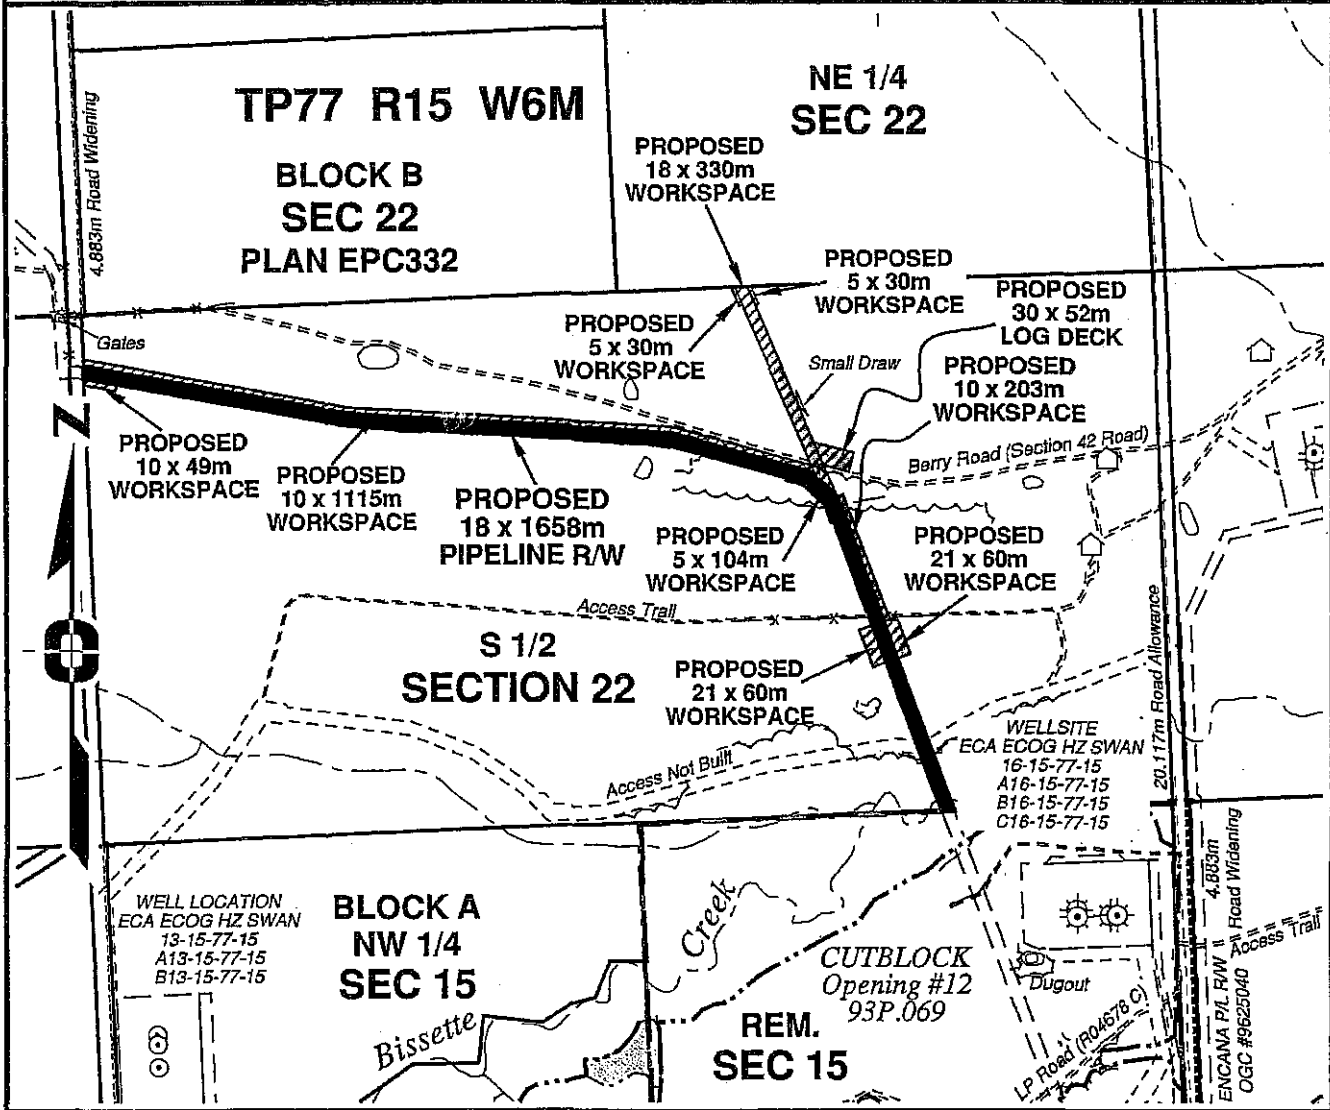 TP77 R15 W6M
BLOCK B
SEC 22
PLAN EPC332
NE 1/4
SEC 22
4.883m Road Widening
PROPOSED
18 x 330m
WORKSPACE
PROPOSED
5 x 30m
WORKSPACE
PROPOSED
30 x 52m
LOG DECK
PROPOSED
5 x 30m
WORKSPACE
Gates
Small Draw
PROPOSED
10 x 203m
WORKSPACE
PROPOSED
10 x 49m
WORKSPACE
PROPOSED
10 x 1115m
WORKSPACE
PROPOSED
18 x 1658m
PIPELINE R/W
Berry Road (Section 42 Road)
PROPOSED
5 x 104m
WORKSPACE
PROPOSED
21 x 60m
WORKSPACE
N
Access Trail
S 1/2
SECTION 22
PROPOSED
21 x 60m
WORKSPACE
20.117m Road Allowance
Access Not Built
WELLSITE
ECA ECOG HZ SWAN
16-15-77-15
A16-15-77-15
B16-15-77-15
C16-15-77-15
WELL LOCATION
ECA ECOG HZ SWAN
13-15-77-15
A13-15-77-15
B13-15-77-15
BLOCK A
NW 1/4
SEC 15
Bissette
Creek
CUTBLOCK
Opening #12
93P.069
REM.
SEC 15
Dugout
LP Road (R04678 C)
4.883m
Road Widening
Access Trail
ENCANA P/L R/W
OGC #9625040